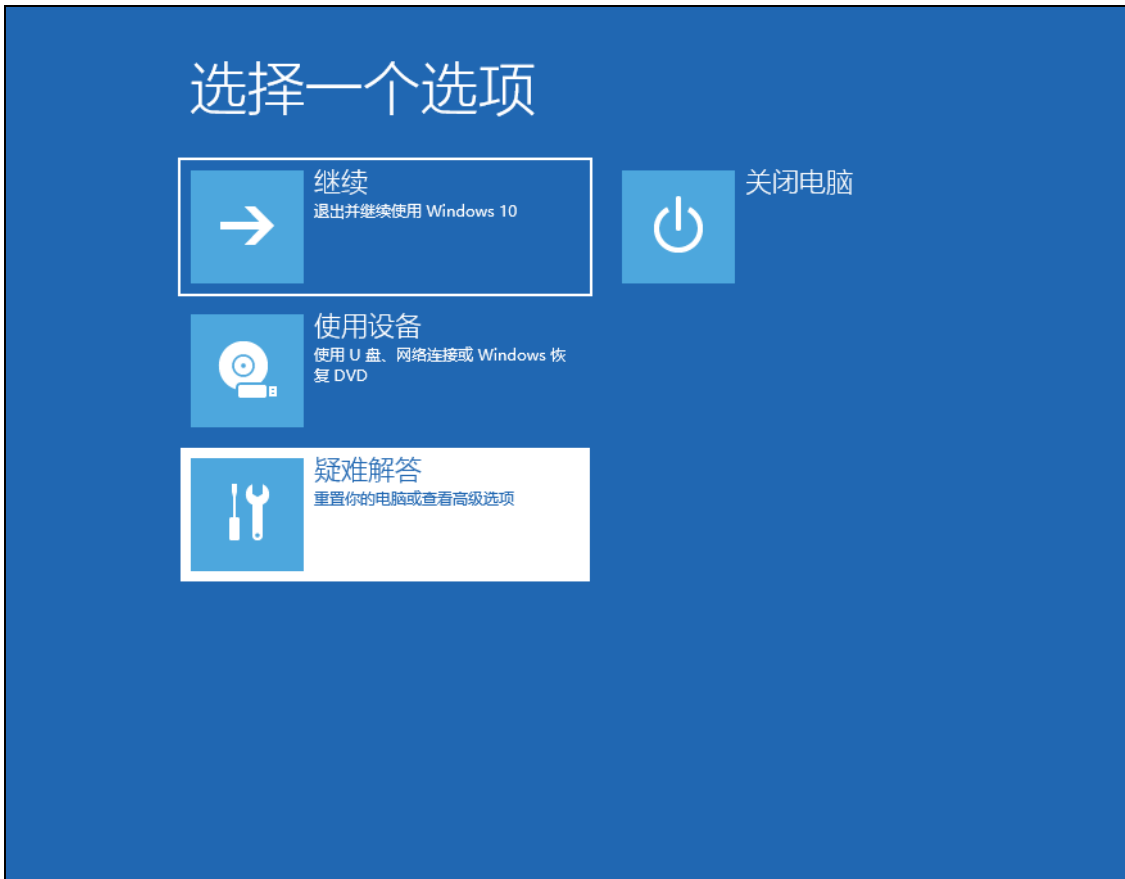 选择一个选项
继续
退出并继续使用 Windows 10
关闭电脑
使用设备
使用 U 盘、网络连接或 Windows 恢
复 DVD
疑难解答
重置你的电脑或查看高级选项